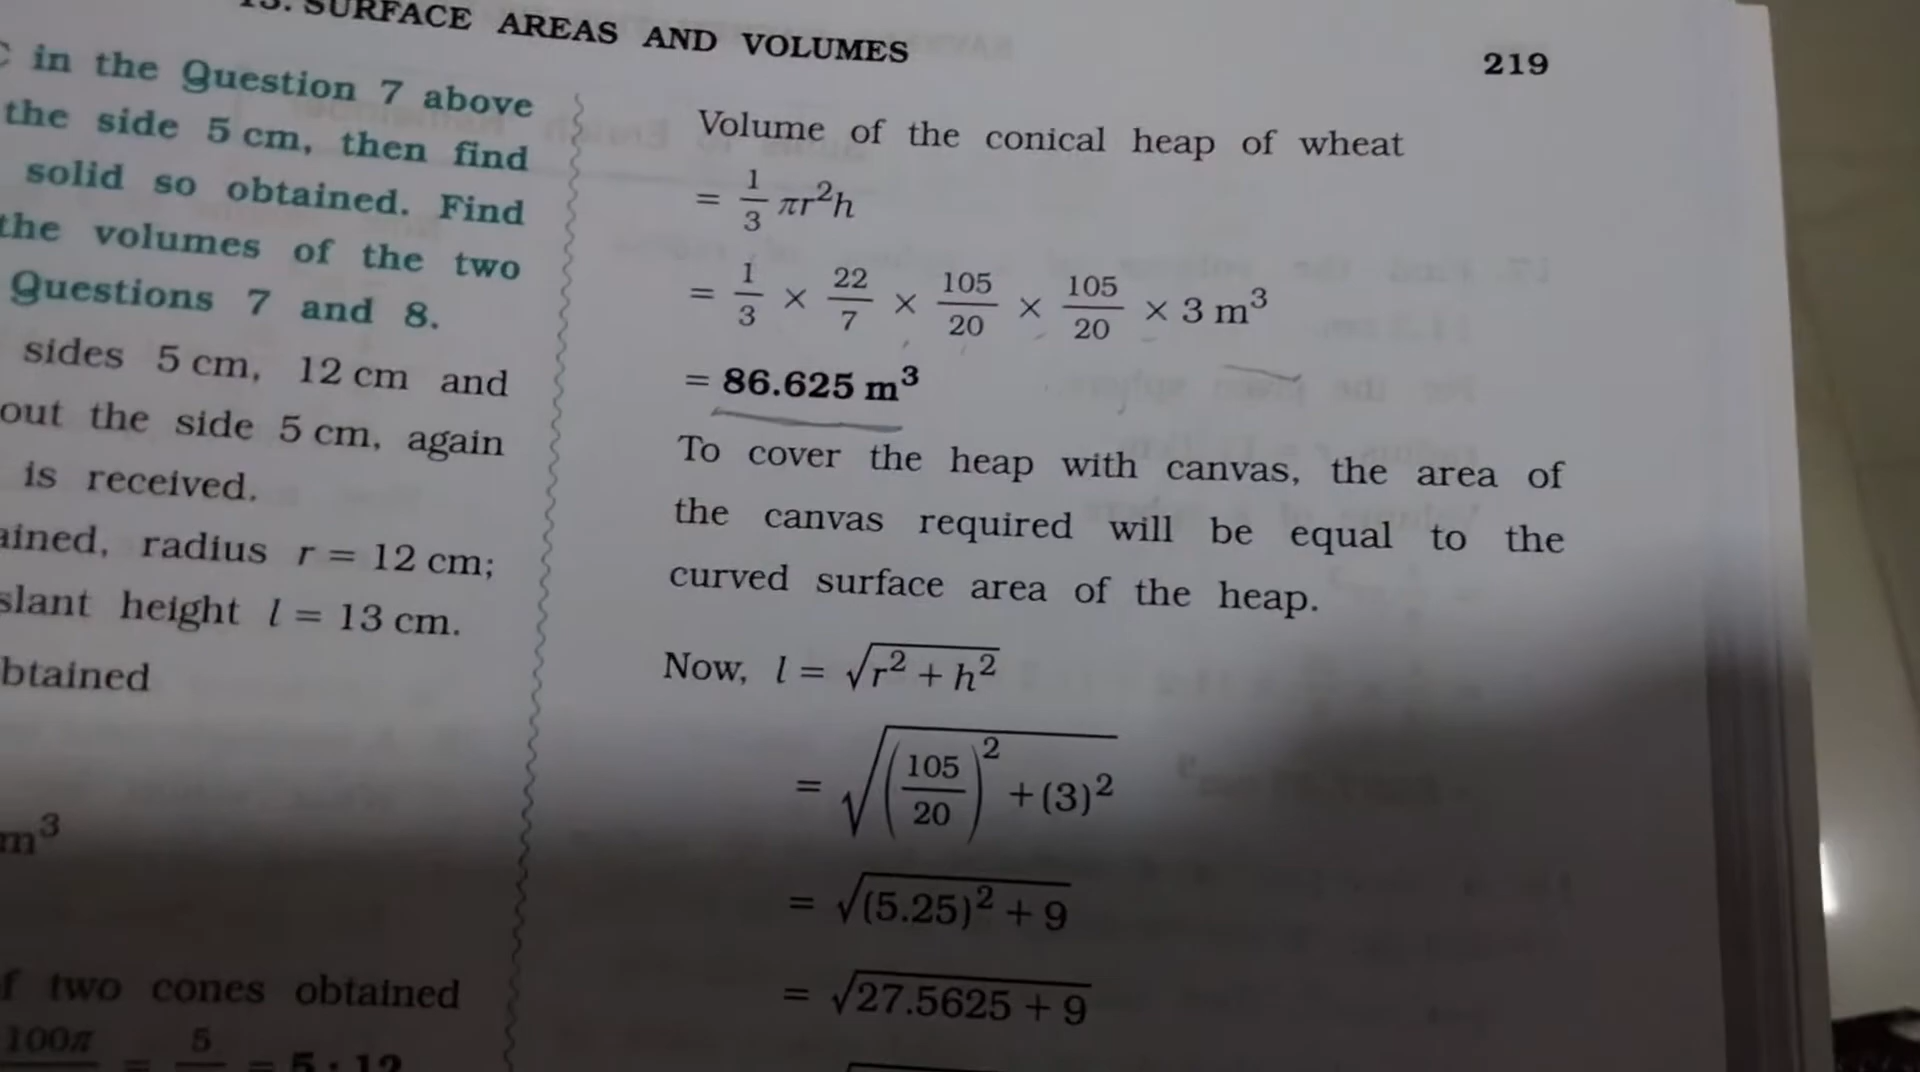 SURFACE AREAS AND VOLUMES
219
in the Question 7 above
the side 5 cm, then find
solid so obtained. Find
the volumes of the two
Questions 7 and 8.
sides 5 cm, 12 cm and
out the side 5 cm, again
is received.
ained, radius r = 12 cm;
slant height l = 13 cm.
btained
m³
f two cones obtained
100π / = 5 / = 5 : 12
Volume of the conical heap of wheat
= 1/3 πr²h
= 1/3 × 22/7 × 105/20 × 105/20 × 3 m³
= 86.625 m³
To cover the heap with canvas, the area of
the canvas required will be equal to the
curved surface area of the heap.
Now, l = √(r² + h²)
= √((105/20)² + (3)²)
= √((5.25)² + 9)
= √(27.5625 + 9)